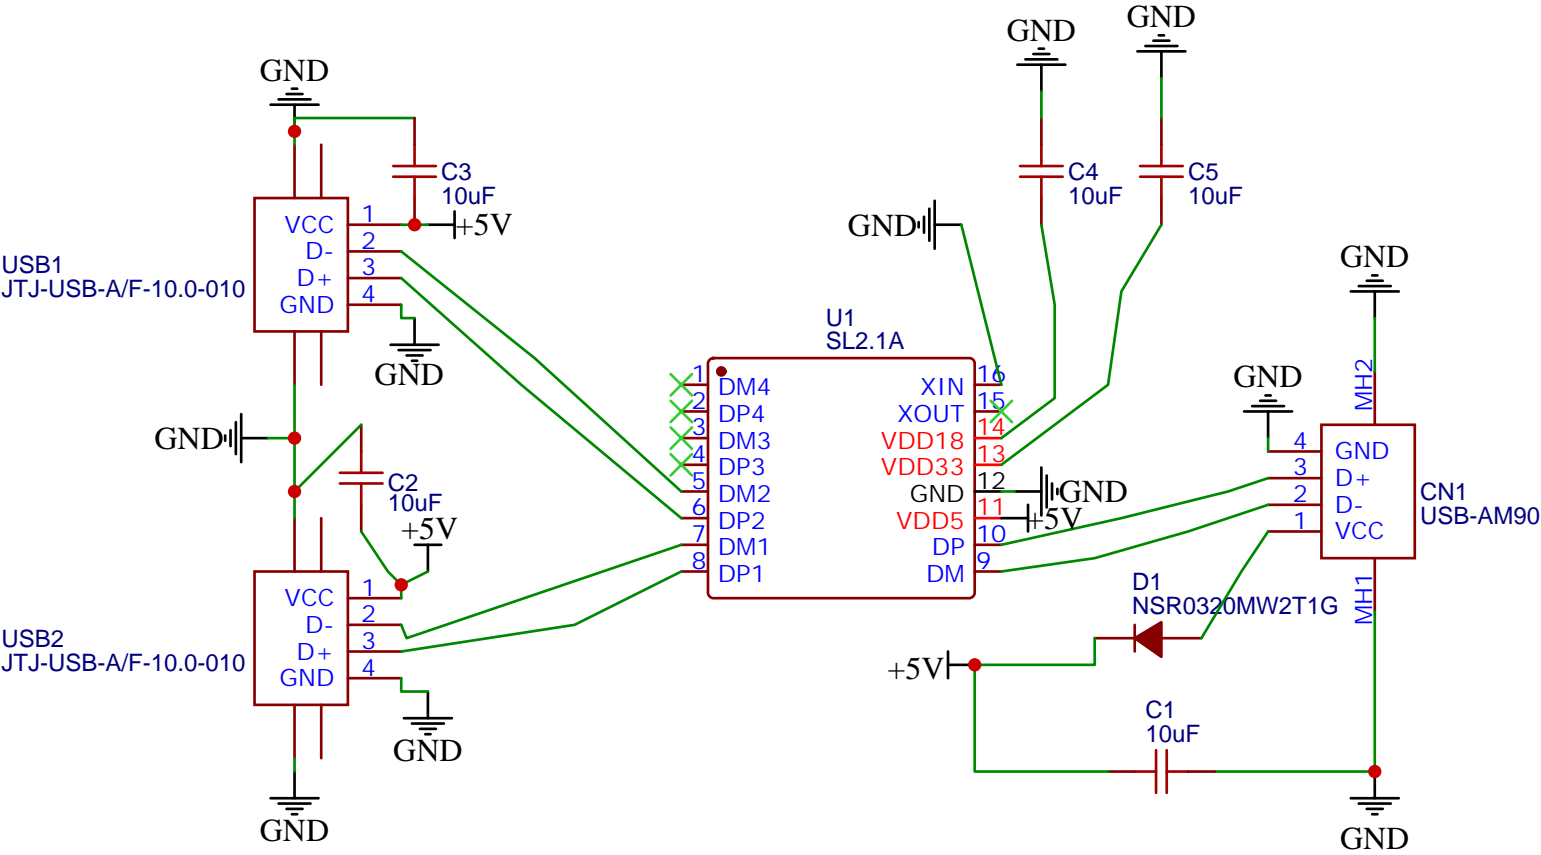 GND
GND
GND
C3
10uF
C4
10uF
C5
10uF
VCC 1
+5V
D- 2
D+ 3
GND 4
USB1
JTJ-USB-A/F-10.0-010
GND
GND
GND
U1
SL2.1A
1 DM4
2 DP4
3 DM3
4 DP3
5 DM2
6 DP2
7 DM1
8 DP1
XIN 16
XOUT 15
VDD18 14
VDD33 13
GND 12
VDD5 11
DP 10
DM 9
GND
+5V
GND
MH2
GND
4 GND
3 D+
2 D-
1 VCC
CN1
USB-AM90
MH1
GND
C2
10uF
+5V
VCC 1
D- 2
D+ 3
GND 4
USB2
JTJ-USB-A/F-10.0-010
GND
GND
D1
NSR0320MW2T1G
+5V
C1
10uF
GND